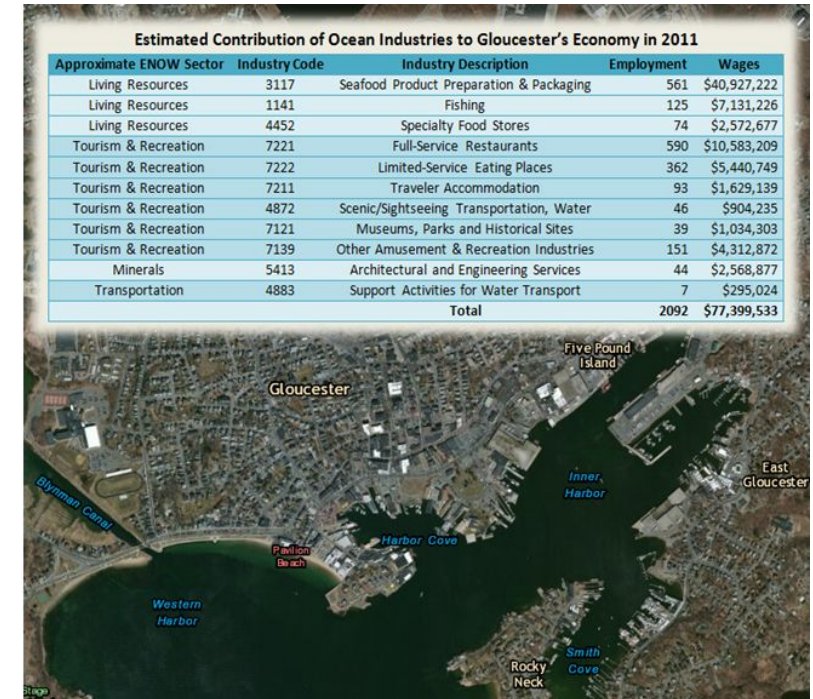 Estimated Contribution of Ocean Industries to Gloucester's Economy in 2011
Approximate ENOW Sector Industry Code Industry Description Employment Wages
Living Resources 3117 Seafood Product Preparation & Packaging 561 $40,927,222
Living Resources 1141 Fishing 125 $7,131,226
Living Resources 4452 Specialty Food Stores 74 $2,572,677
Tourism & Recreation 7221 Full-Service Restaurants 590 $10,583,209
Tourism & Recreation 7222 Limited-Service Eating Places 362 $5,440,749
Tourism & Recreation 7211 Traveler Accommodation 93 $1,629,139
Tourism & Recreation 4872 Scenic/Sightseeing Transportation, Water 46 $904,235
Tourism & Recreation 7121 Museums, Parks and Historical Sites 39 $1,034,303
Tourism & Recreation 7139 Other Amusement & Recreation Industries 151 $4,312,872
Minerals 5413 Architectural and Engineering Services 44 $2,568,877
Transportation 4883 Support Activities for Water Transport 7 $295,024
Total 2092 $77,399,533
Five Pound
Island
Gloucester
East
Gloucester
Inner
Harbor
Blynman Canal
Harbor Cove
Pavilion
Beach
Western
Harbor
Smith
Cove
Rocky
Neck
Stage